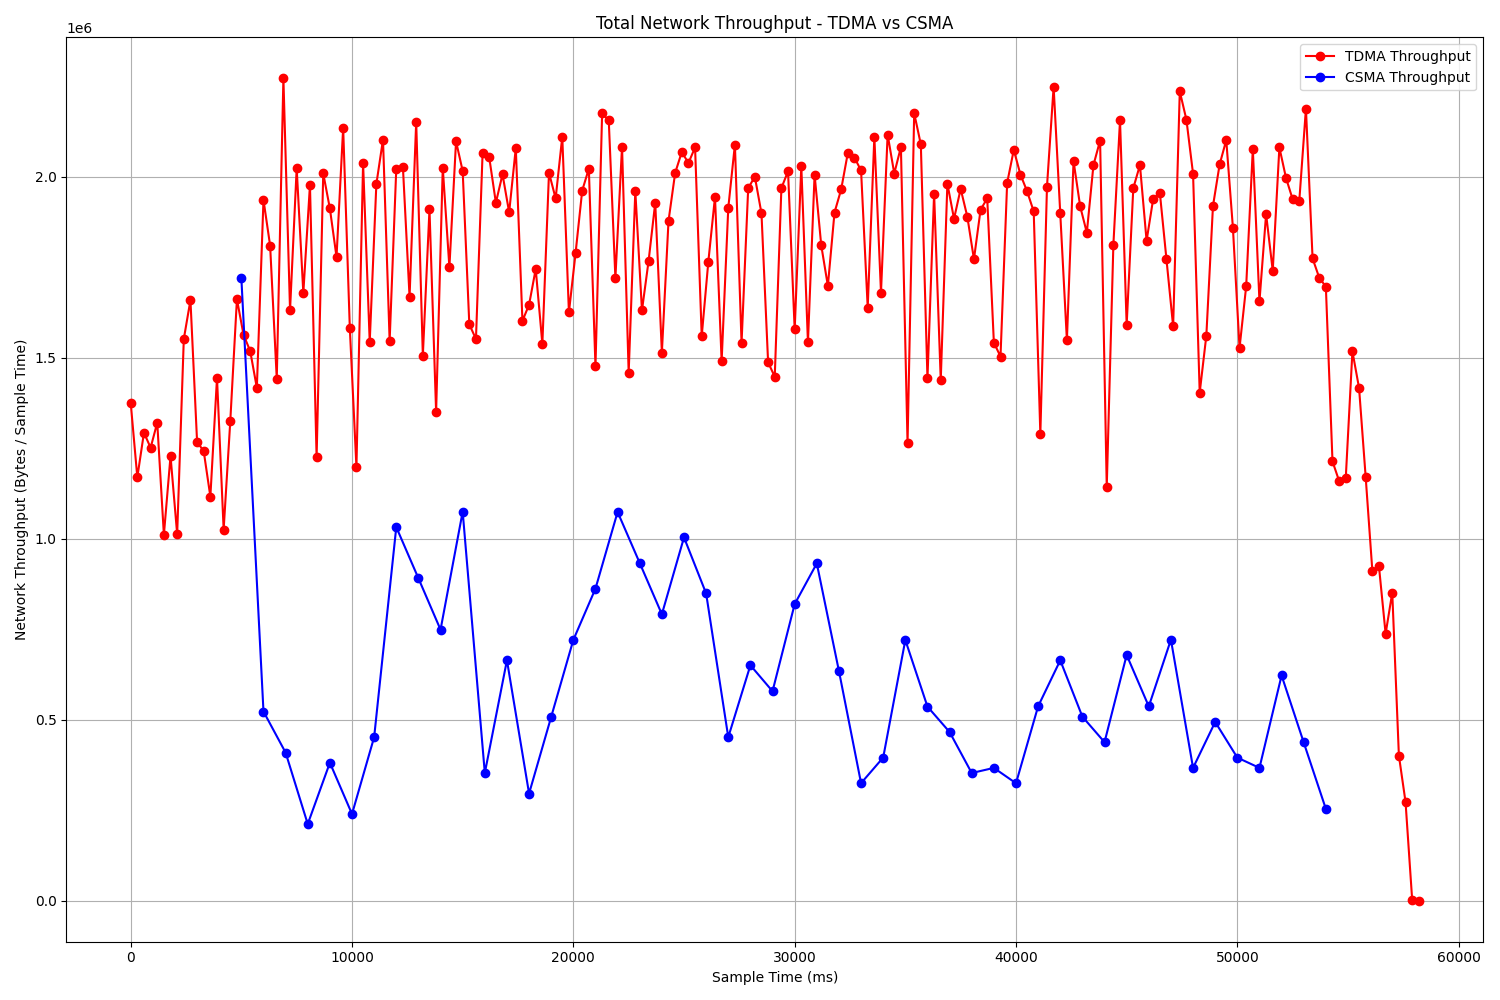 Total Network Throughput - TDMA vs CSMA
1e6
TDMA Throughput
CSMA Throughput
Network Throughput (Bytes / Sample Time)
2.0
1.5
1.0
0.5
0.0
0 10000 20000 30000 40000 50000 60000
Sample Time (ms)